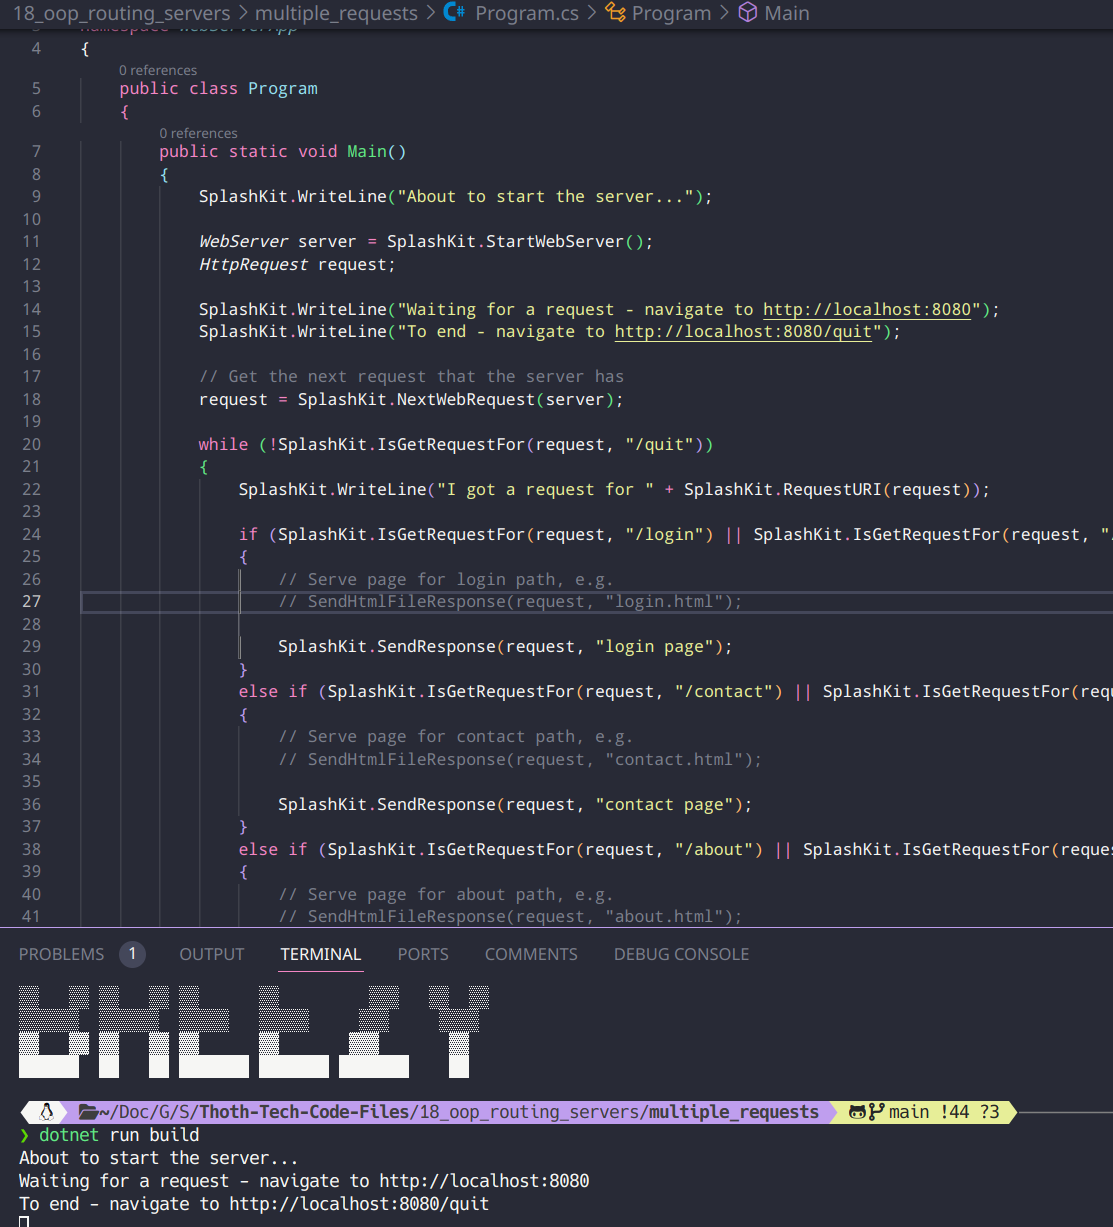 18_oop_routing_servers > multiple_requests > Program.cs > Program > Main
3 namespace WebServerApp
4 {
0 references
5 public class Program
6 {
0 references
7 public static void Main()
8 {
9 SplashKit.WriteLine("About to start the server...");
10
11 WebServer server = SplashKit.StartWebServer();
12 HttpRequest request;
13
14 SplashKit.WriteLine("Waiting for a request - navigate to http://localhost:8080");
15 SplashKit.WriteLine("To end - navigate to http://localhost:8080/quit");
16
17 // Get the next request that the server has
18 request = SplashKit.NextWebRequest(server);
19
20 while (!SplashKit.IsGetRequestFor(request, "/quit"))
21 {
22 SplashKit.WriteLine("I got a request for " + SplashKit.RequestURI(request));
23
24 if (SplashKit.IsGetRequestFor(request, "/login") || SplashKit.IsGetRequestFor(request, "
25 {
26 // Serve page for login path, e.g.
27 // SendHtmlFileResponse(request, "login.html");
28
29 SplashKit.SendResponse(request, "login page");
30 }
31 else if (SplashKit.IsGetRequestFor(request, "/contact") || SplashKit.IsGetRequestFor(requ
32 {
33 // Serve page for contact path, e.g.
34 // SendHtmlFileResponse(request, "contact.html");
35
36 SplashKit.SendResponse(request, "contact page");
37 }
38 else if (SplashKit.IsGetRequestFor(request, "/about") || SplashKit.IsGetRequestFor(reques
39 {
40 // Serve page for about path, e.g.
41 // SendHtmlFileResponse(request, "about.html");
PROBLEMS 1 OUTPUT TERMINAL PORTS COMMENTS DEBUG CONSOLE
~/Doc/G/S/Thoth-Tech-Code-Files/18_oop_routing_servers/multiple_requests main !44 ?3
❯ dotnet run build
About to start the server...
Waiting for a request - navigate to http://localhost:8080
To end - navigate to http://localhost:8080/quit